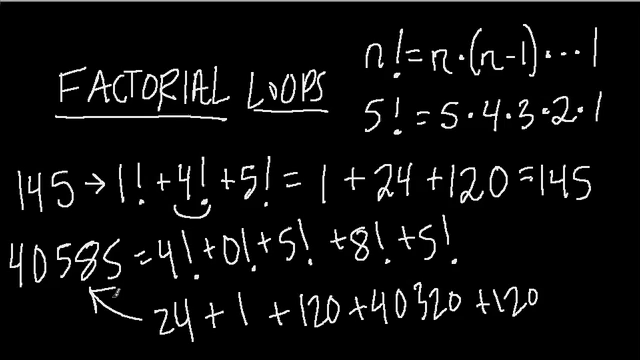 n! = n·(n-1)···1
FACTORIAL LOOPS
5! = 5·4·3·2·1
145 → 1! + 4! + 5! = 1 + 24 + 120 = 145
40585 = 4! + 0! + 5! + 8! + 5!
24 + 1 + 120 + 40320 + 120